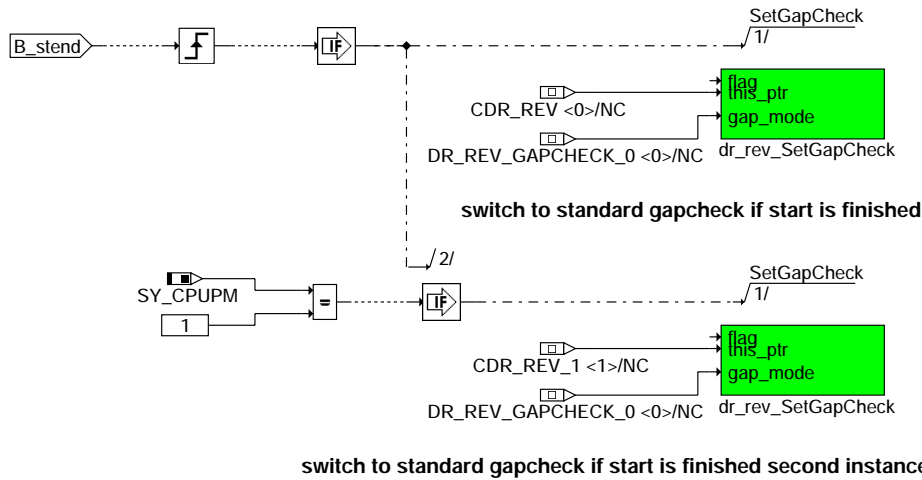 SetGapCheck
B_stend
1/
IF
flag
this_ptr
CDR_REV <0>/NC
gap_mode
DR_REV_GAPCHECK_0 <0>/NC
dr_rev_SetGapCheck
switch to standard gapcheck if start is finished
2/
SetGapCheck
SY_CPUPM
1/
=
IF
1
flag
this_ptr
CDR_REV_1 <1>/NC
gap_mode
DR_REV_GAPCHECK_0 <0>/NC
dr_rev_SetGapCheck
switch to standard gapcheck if start is finished second instance